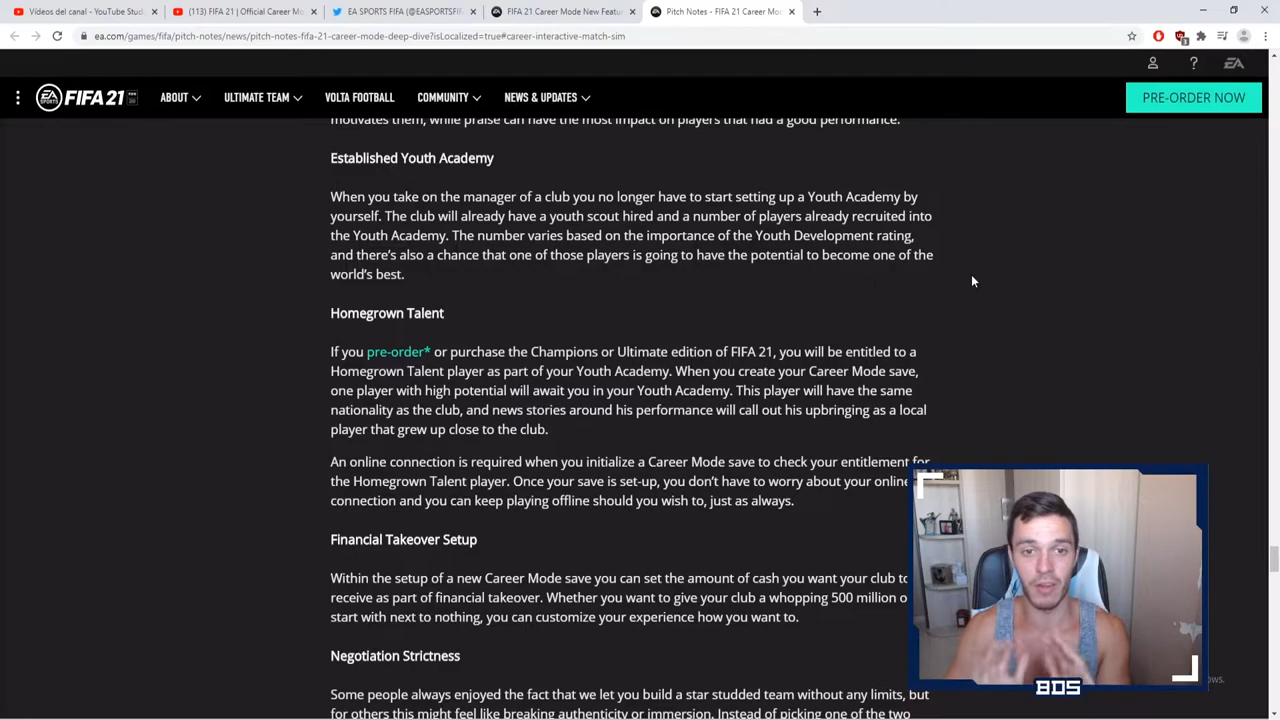 Vídeos del canal - YouTube Stud
(113) FIFA 21 | Official Career Mo
EA SPORTS FIFA (@EASPORTSFIF
FIFA 21 Career Mode New Featur
Pitch Notes - FIFA 21 Career Mo
ea.com/games/fifa/pitch-notes/news/pitch-notes-fifa-21-career-mode-deep-dive?isLocalized=true#career-interactive-match-sim
EA SPORTS FIFA 21 ABOUT ULTIMATE TEAM VOLTA FOOTBALL COMMUNITY NEWS & UPDATES PRE-ORDER NOW
motivates them, while praise can have the most impact on players that had a good performance.
Established Youth Academy
When you take on the manager of a club you no longer have to start setting up a Youth Academy by
yourself. The club will already have a youth scout hired and a number of players already recruited into
the Youth Academy. The number varies based on the importance of the Youth Development rating,
and there's also a chance that one of those players is going to have the potential to become one of the
world's best.
Homegrown Talent
If you pre-order* or purchase the Champions or Ultimate edition of FIFA 21, you will be entitled to a
Homegrown Talent player as part of your Youth Academy. When you create your Career Mode save,
one player with high potential will await you in your Youth Academy. This player will have the same
nationality as the club, and news stories around his performance will call out his upbringing as a local
player that grew up close to the club.
An online connection is required when you initialize a Career Mode save to check your entitlement for
the Homegrown Talent player. Once your save is set-up, you don't have to worry about your online
connection and you can keep playing offline should you wish to, just as always.
Financial Takeover Setup
Within the setup of a new Career Mode save you can set the amount of cash you want your club to
receive as part of financial takeover. Whether you want to give your club a whopping 500 million o
start with next to nothing, you can customize your experience how you want to.
Negotiation Strictness
Some people always enjoyed the fact that we let you build a star studded team without any limits, but
for others this might feel like breaking authenticity or immersion. Instead of picking one of the two